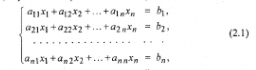 a₁₁x₁ + a₁₂x₂ + ... + a₁ₙxₙ = b₁,
a₂₁x₁ + a₂₂x₂ + ... + a₂ₙxₙ = b₂,
. . . . . . . . . . . . . . . . . . . . (2.1)
aₙ₁x₁ + aₙ₂x₂ + ... + aₙₙxₙ = bₙ,